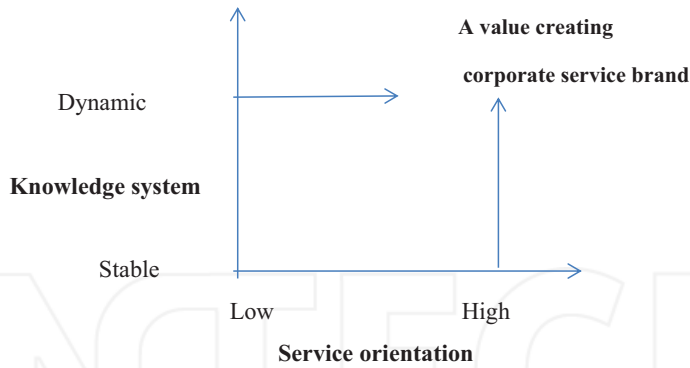 A value creating
corporate service brand
Dynamic
Knowledge system
Stable
Low High
Service orientation